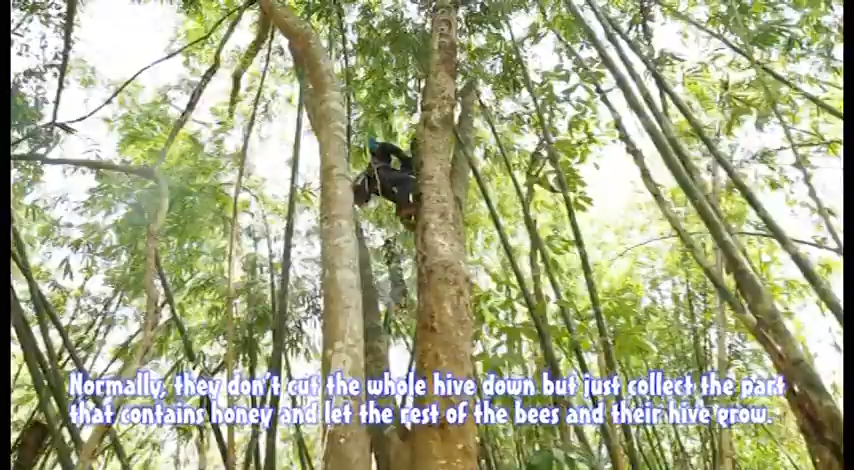 Normally, they don't cut the whole hive down but just collect the part
that contains honey and let the rest of the bees and their hive grow.